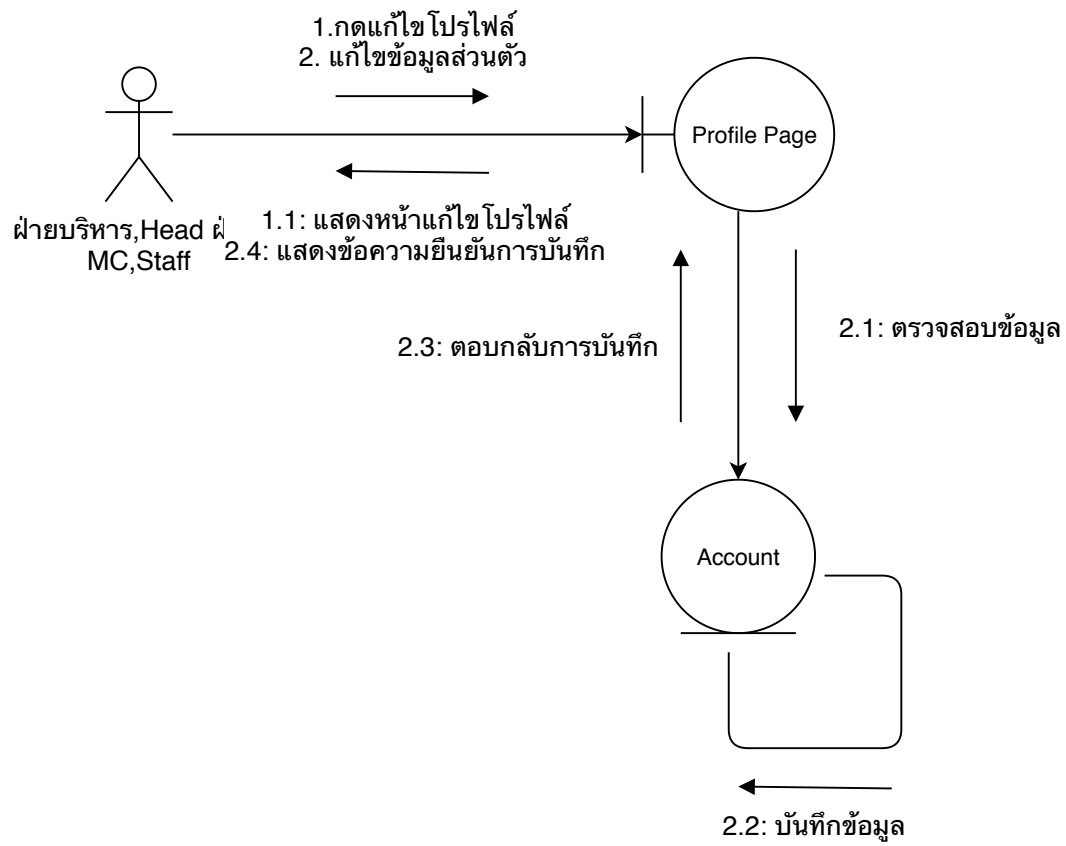 1.กดแก้ไขโปรไฟล์
2. แก้ไขข้อมูลส่วนตัว
Profile Page
ฝ่ายบริหาร,Head
MC,Staff
1.1: แสดงหน้าแก้ไขโปรไฟล์
2.4: แสดงข้อความยืนยันการบันทึก
2.3: ตอบกลับการบันทึก
2.1: ตรวจสอบข้อมูล
Account
2.2: บันทึกข้อมูล